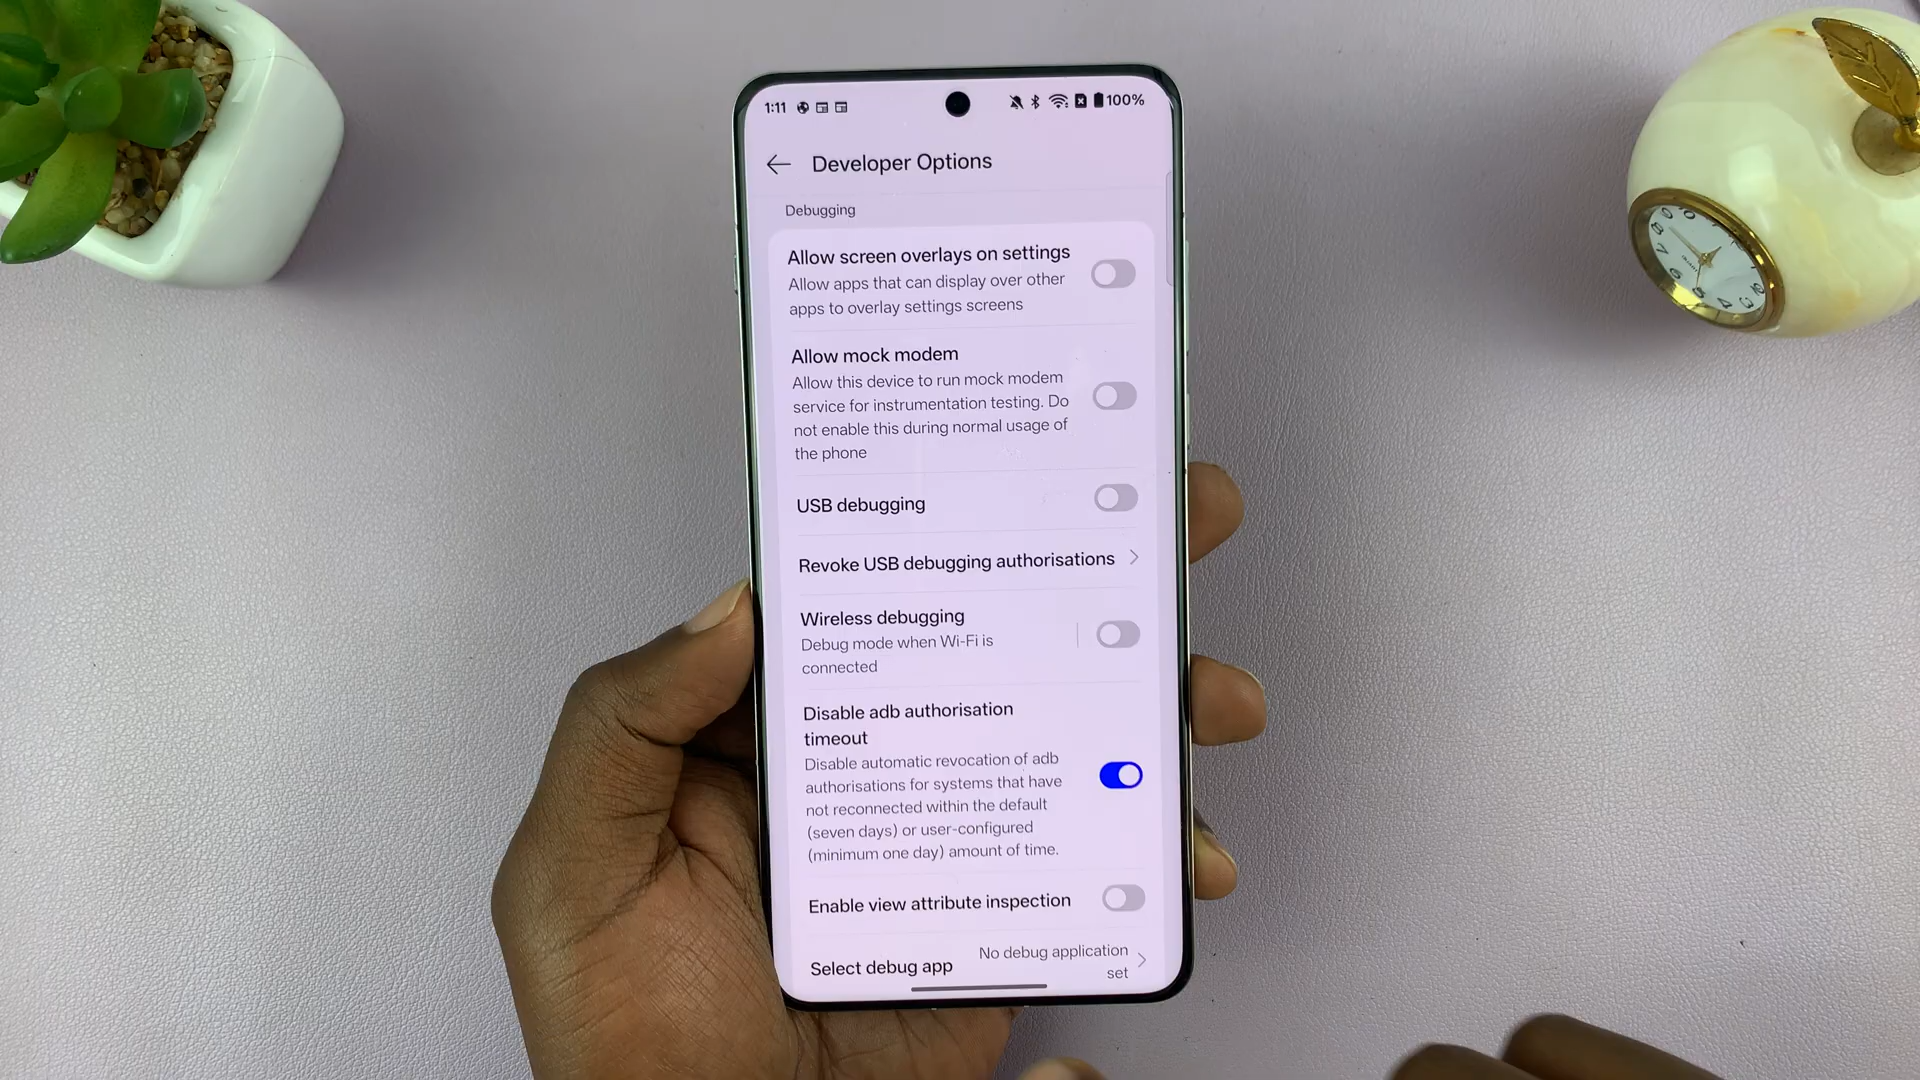 1:11
100%
Developer Options
Debugging
Allow screen overlays on settings
Allow apps that can display over other
apps to overlay settings screens
Allow mock modem
Allow this device to run mock modem
service for instrumentation testing. Do
not enable this during normal usage of
the phone
USB debugging
Revoke USB debugging authorisations
Wireless debugging
Debug mode when Wi-Fi is
connected
Disable adb authorisation
timeout
Disable automatic revocation of adb
authorisations for systems that have
not reconnected within the default
(seven days) or user-configured
(minimum one day) amount of time.
Enable view attribute inspection
Select debug app
No debug application
set